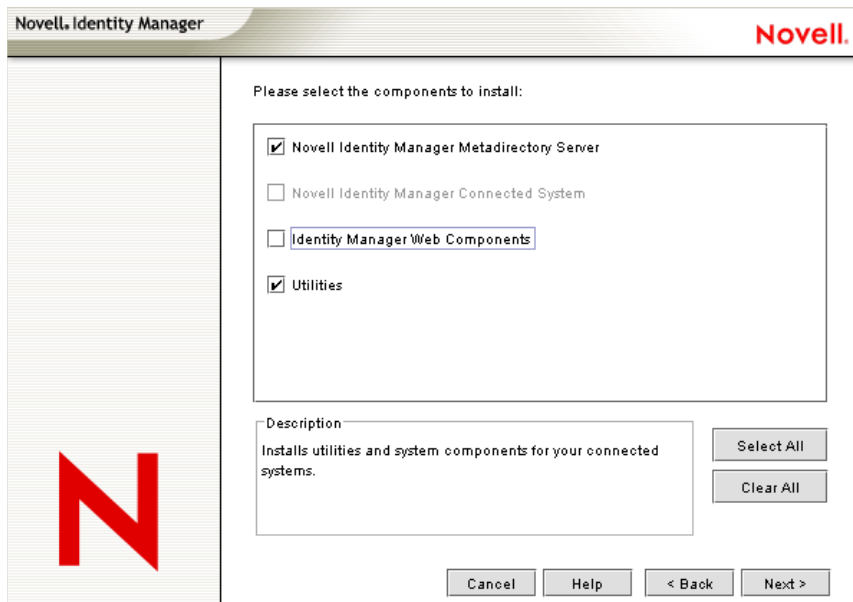 Novell. Identity Manager
Novell.
Please select the components to install:
Novell Identity Manager Metadirectory Server
Novell Identity Manager Connected System
Identity Manager Web Components
Utilities
Description
Installs utilities and system components for your connected
systems.
Select All
Clear All
N
Cancel
Help
< Back
Next >